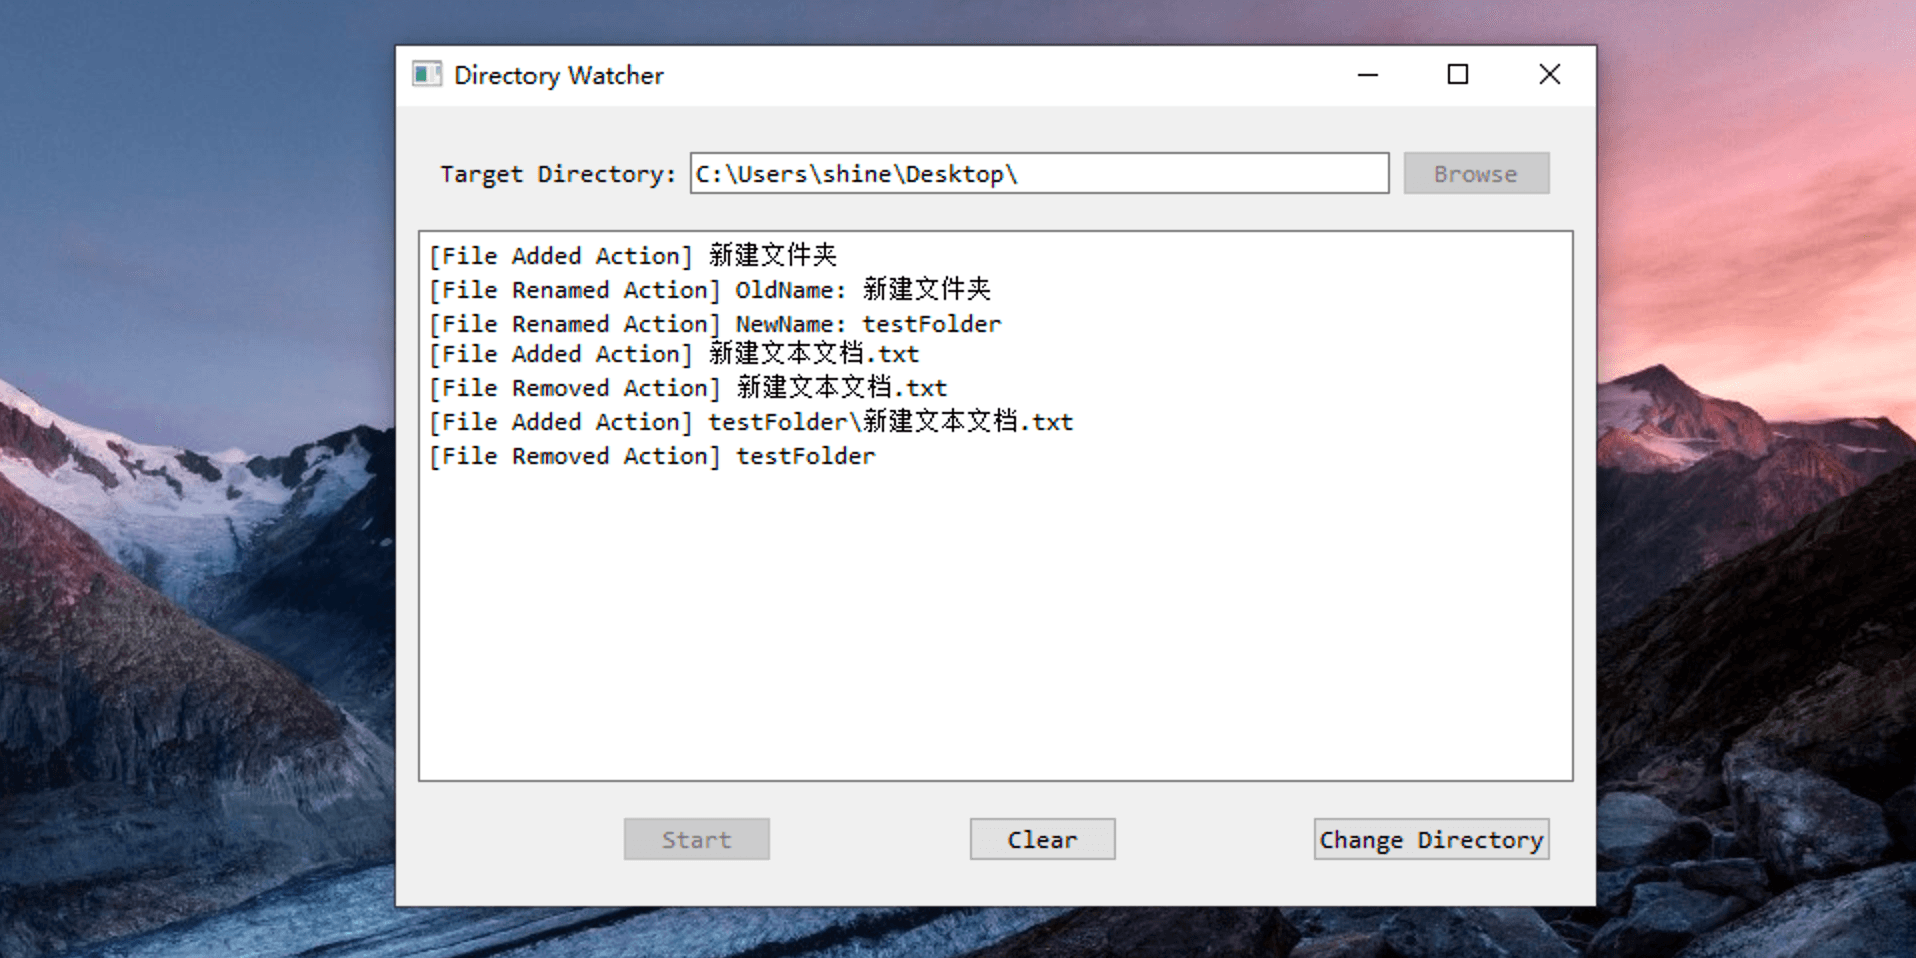 Directory Watcher
Target Directory: C:\Users\shine\Desktop\ Browse
[File Added Action] 新建文件夹
[File Renamed Action] OldName: 新建文件夹
[File Renamed Action] NewName: testFolder
[File Added Action] 新建文本文档.txt
[File Removed Action] 新建文本文档.txt
[File Added Action] testFolder\新建文本文档.txt
[File Removed Action] testFolder
Start Clear Change Directory